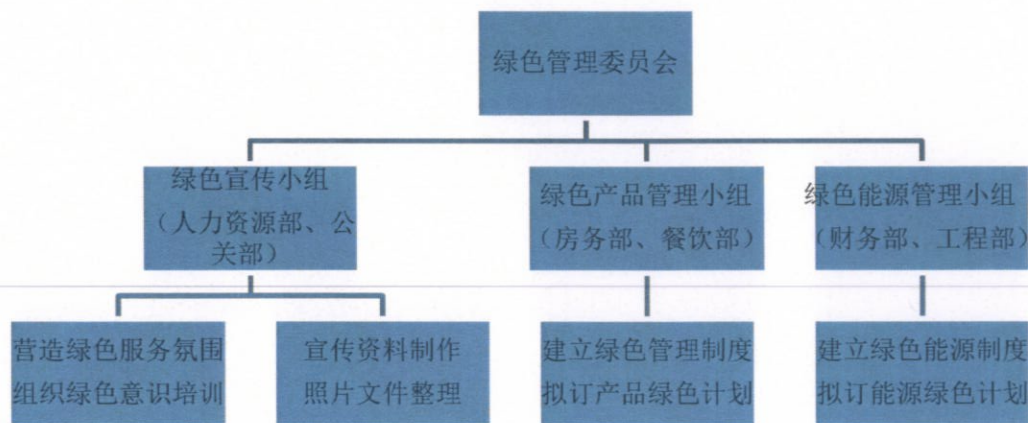 绿色管理委员会
绿色宣传小组
（人力资源部、公
关部）
绿色产品管理小组
（房务部、餐饮部）
绿色能源管理小组
（财务部、工程部）
营造绿色服务氛围
组织绿色意识培训
宣传资料制作
照片文件整理
建立绿色管理制度
拟订产品绿色计划
建立绿色能源制度
拟订能源绿色计划